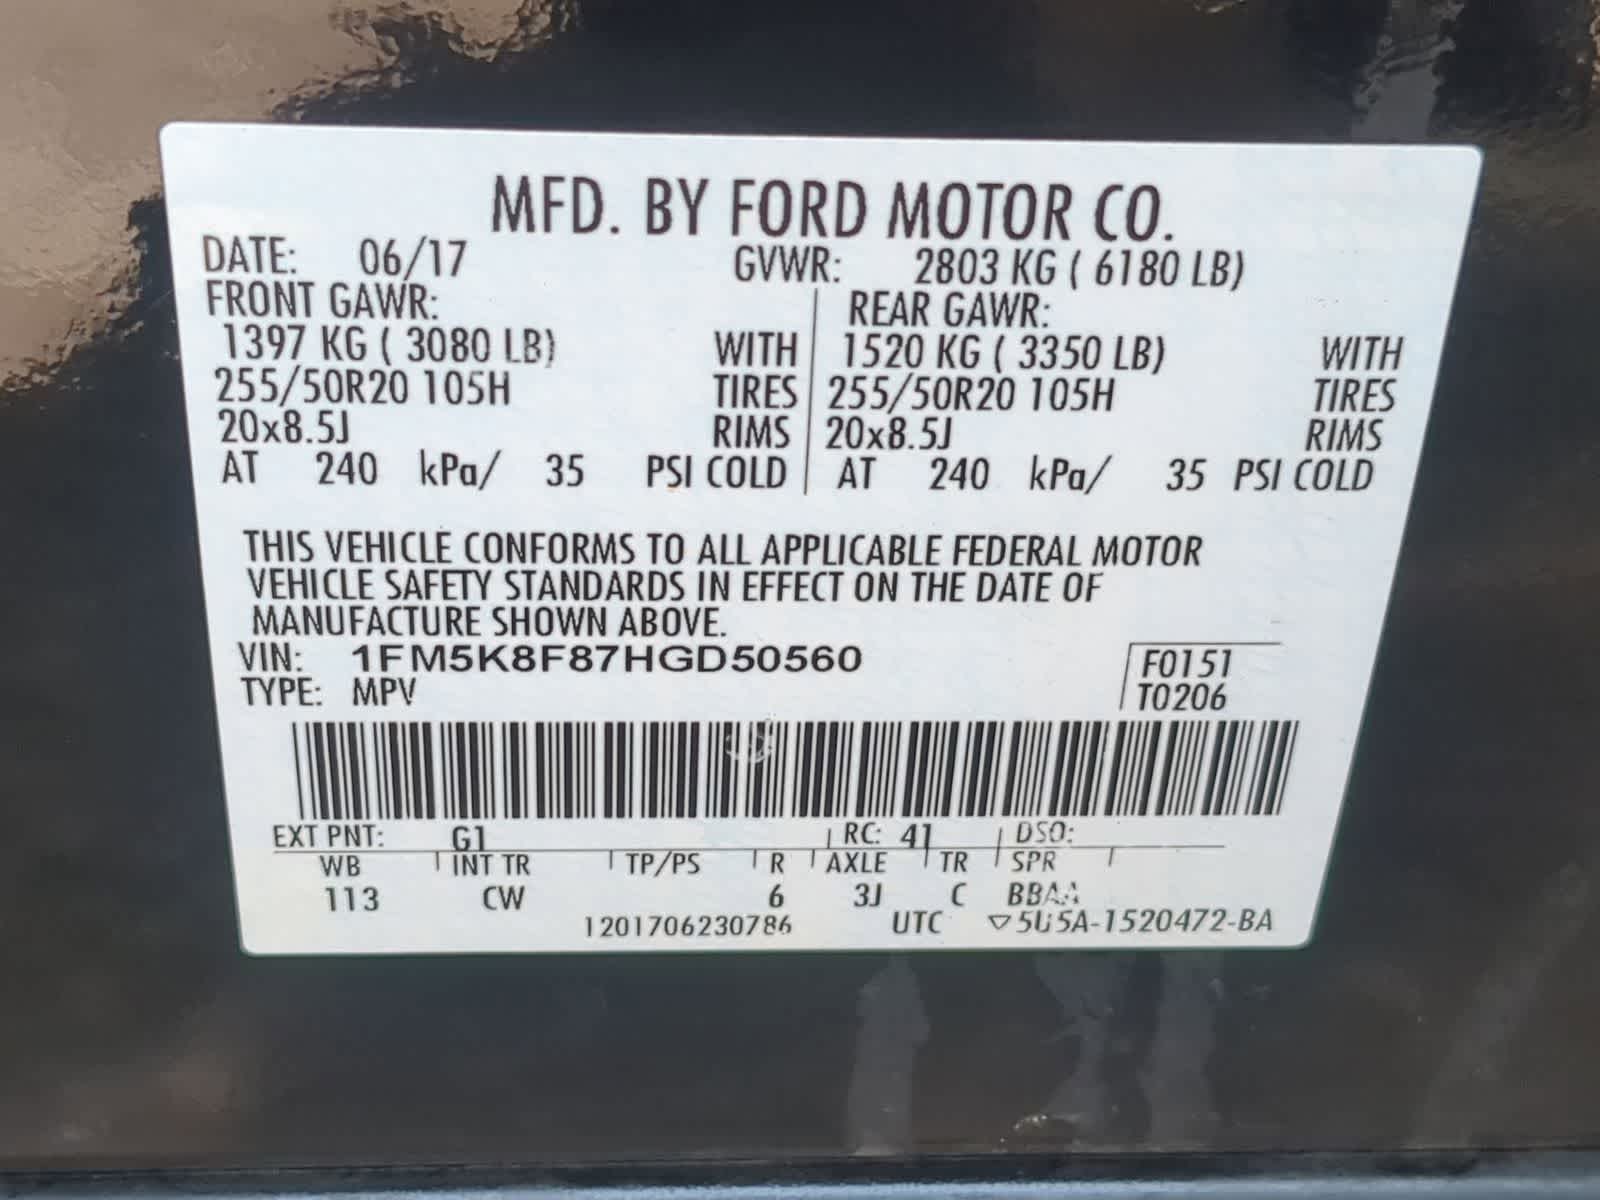 MFD. BY FORD MOTOR CO.
DATE: 06/17 GVWR: 2803 KG ( 6180 LB)
FRONT GAWR: REAR GAWR:
1397 KG ( 3080 LB) WITH 1520 KG ( 3350 LB) WITH
255/50R20 105H TIRES 255/50R20 105H TIRES
20x8.5J RIMS 20x8.5J RIMS
AT 240 kPa/ 35 PSI COLD AT 240 kPa/ 35 PSI COLD
THIS VEHICLE CONFORMS TO ALL APPLICABLE FEDERAL MOTOR
VEHICLE SAFETY STANDARDS IN EFFECT ON THE DATE OF
MANUFACTURE SHOWN ABOVE.
VIN: 1FM5K8F87HGD50560 F0151
TYPE: MPV T0206
EXT PNT: G1 RC: 41 DSO:
WB INT TR TP/PS R AXLE TR SPR
113 CW 6 3J C BBAA
1201706230786 UTC ▽5U5A-1520472-BA